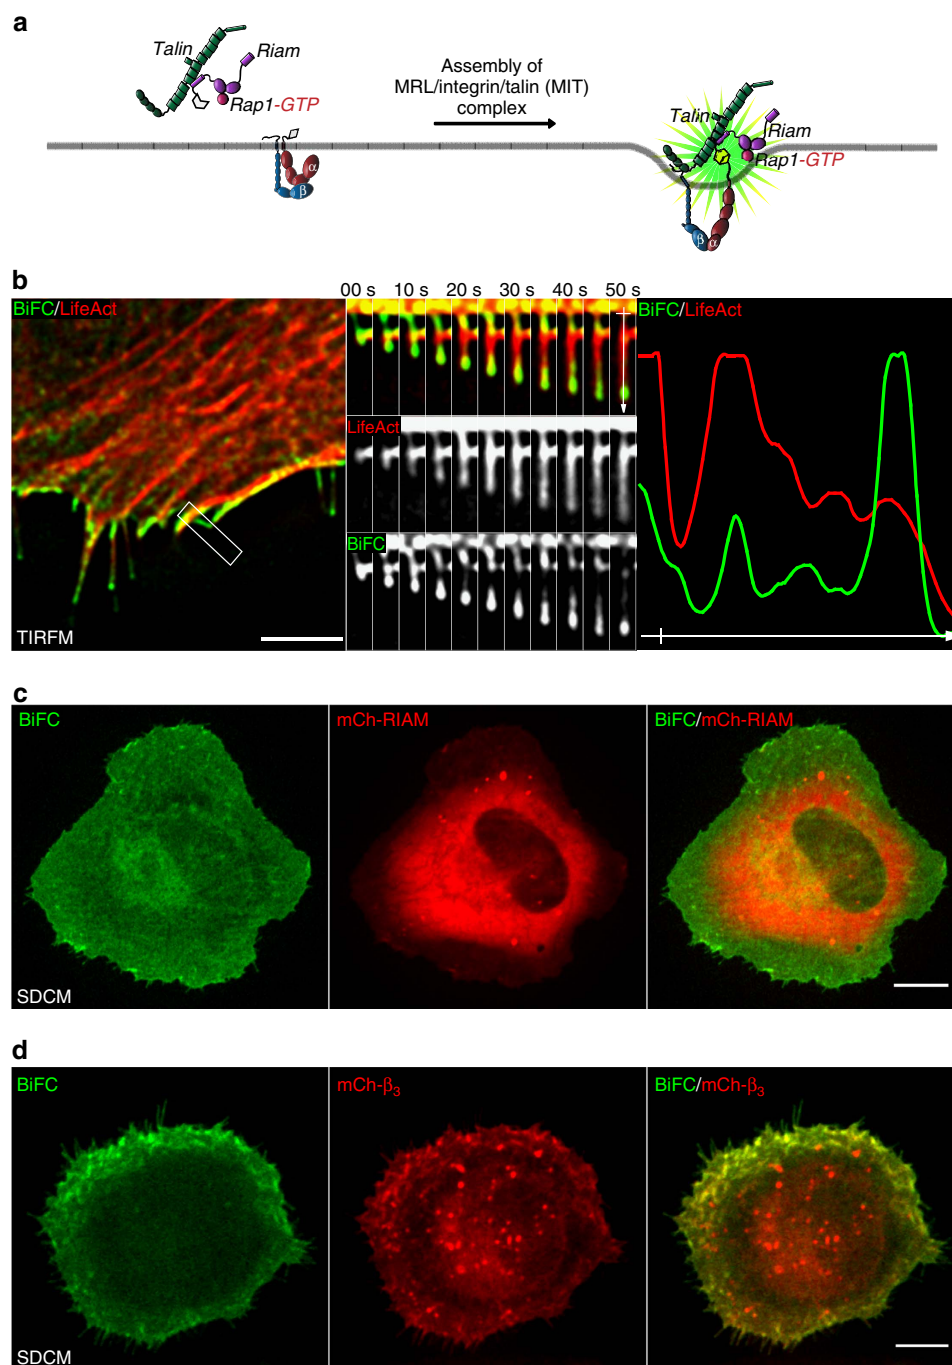 a
Talin
Riam
Rap1-GTP
Assembly of
MRL/integrin/talin (MIT)
complex
α
β
Talin
Riam
Rap1-GTP
β
α
b
00 s 10 s 20 s 30 s 40 s 50 s
BiFC/LifeAct
LifeAct
BiFC
TIRFM
BiFC/LifeAct
c
BiFC
mCh-RIAM
BiFC/mCh-RIAM
SDCM
d
BiFC
mCh-β3
BiFC/mCh-β3
SDCM